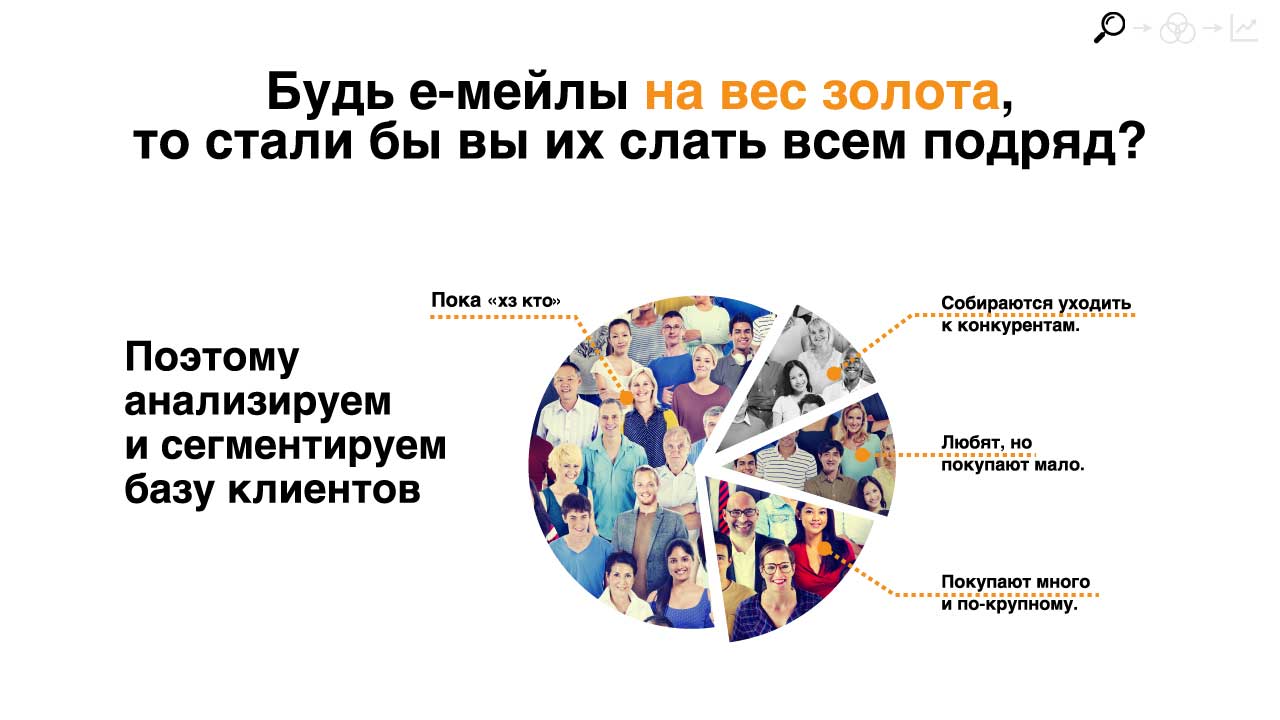 Будь е-мейлы на вес золота,
то стали бы вы их слать всем подряд?
Поэтому
анализируем
и сегментируем
базу клиентов
Пока «хз кто»
Собираются уходить
к конкурентам.
Любят, но
покупают мало.
Покупают много
и по-крупному.